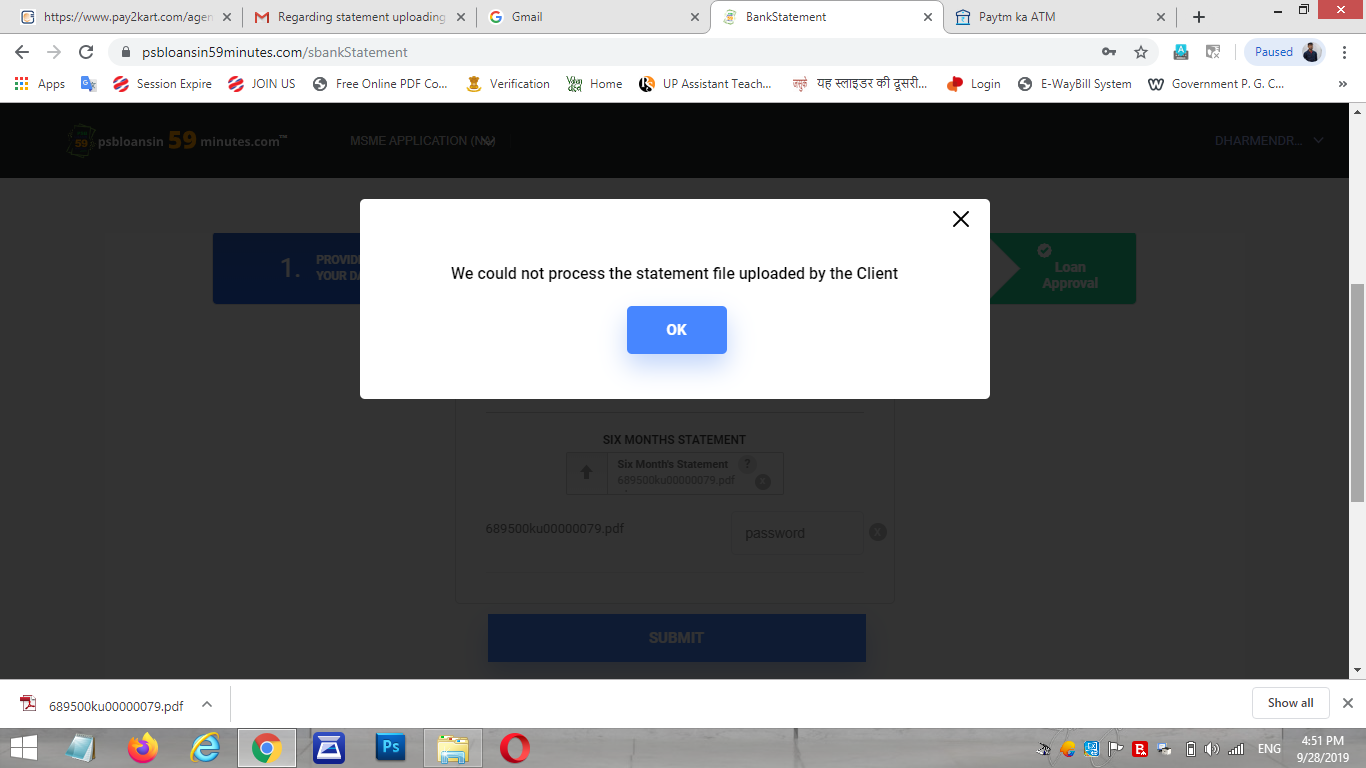 https://www.pay2kart.com/agen
Regarding statement uploading
Gmail
BankStatement
Paytm ka ATM
psbloansin59minutes.com/sbankStatement
Paused
Apps
Session Expire
JOIN US
Free Online PDF Co...
Verification
Home
UP Assistant Teach...
यह स्लाइडर की दूसरी...
Login
E-WayBill System
Government P. G. C...
59
psbloansin 59 minutes.com™
MSME APPLICATION
DHARMENDR...
1.
PROVID
YOUR DA
Loan
Approval
We could not process the statement file uploaded by the Client
OK
SIX MONTHS STATEMENT
Six Month's Statement ?
689500ku00000079.pdf X
689500ku00000079.pdf
password
X
SUBMIT
689500ku00000079.pdf
Show all
Ps
ENG
4:51 PM
9/28/2019